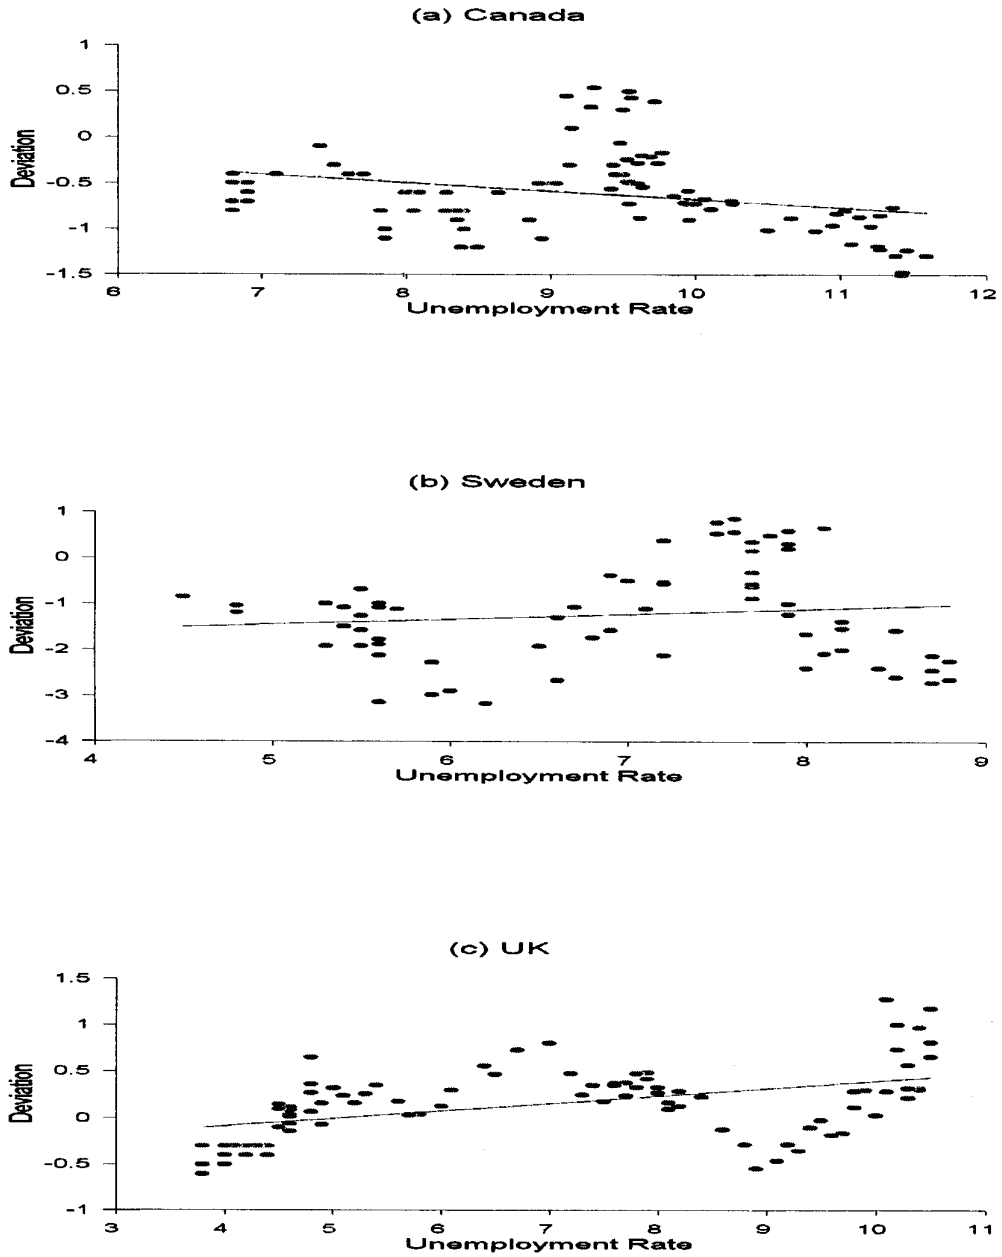 (a) Canada
1
0.5
0
-0.5
-1
-1.5
Deviation
6 7 8 9 10 11 12
Unemployment Rate
(b) Sweden
1
0
-1
-2
-3
-4
Deviation
4 5 6 7 8 9
Unemployment Rate
(c) UK
1.5
1
0.5
0
-0.5
-1
Deviation
3 4 5 6 7 8 9 10 11
Unemployment Rate